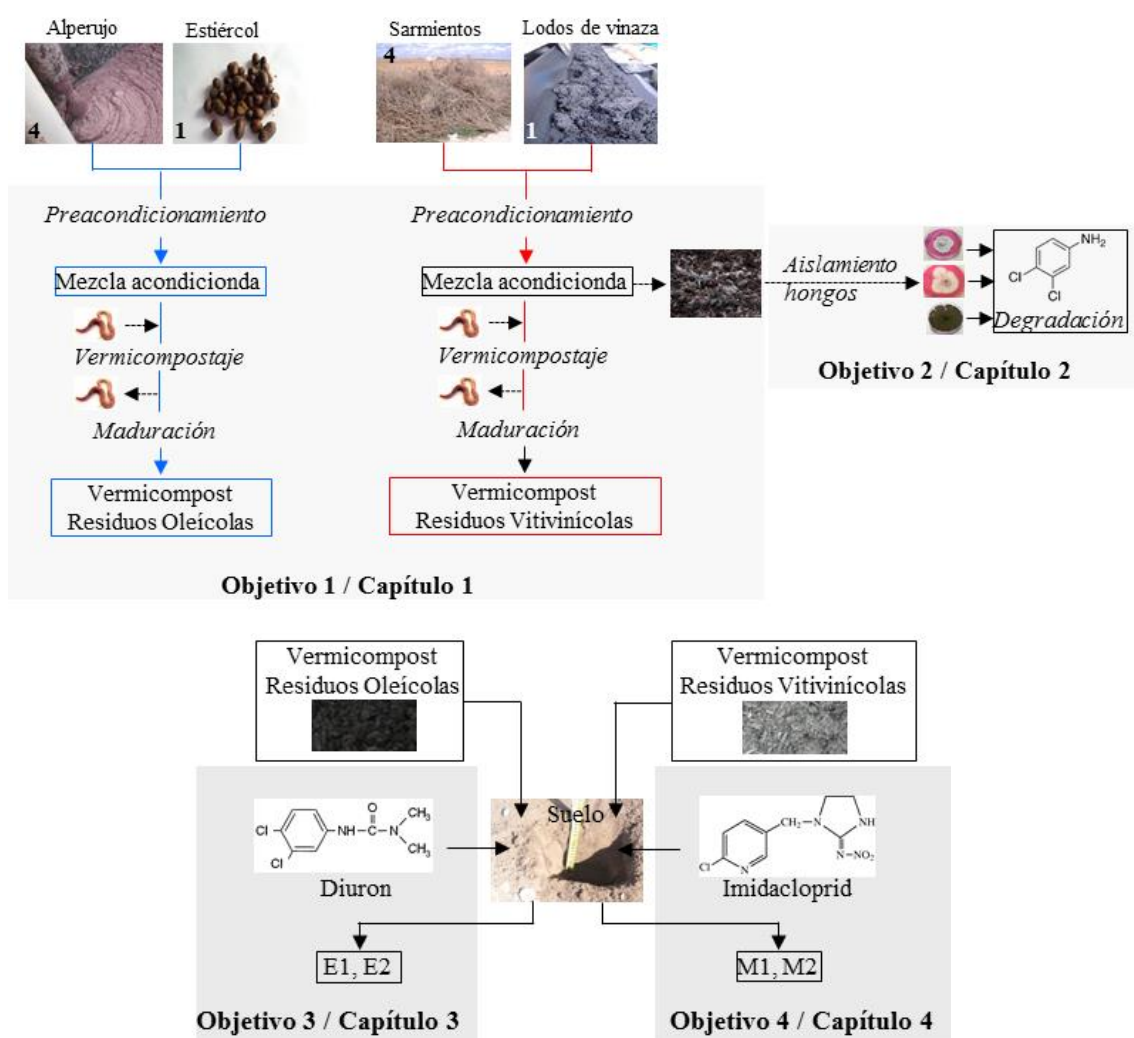 Alperujo
Estiércol
Sarmientos
Lodos de vinaza
4
1
4
1
Preacondicionamiento
Preacondicionamiento
Mezcla acondicionda
Mezcla acondicionda
Aislamiento
hongos
NH₂
Cl
Cl
Degradación
Vermicompostaje
Vermicompostaje
Objetivo 2 / Capítulo 2
Maduración
Maduración
Vermicompost
Residuos Oleícolas
Vermicompost
Residuos Vitivinícolas
Objetivo 1 / Capítulo 1
Vermicompost
Residuos Oleícolas
Vermicompost
Residuos Vitivinícolas
Cl
Cl
NH
C
O
N
CH₃
CH₃
Diuron
Suelo
Cl
N
CH₂
N
NH
N
NO₂
Imidacloprid
E1, E2
M1, M2
Objetivo 3 / Capítulo 3
Objetivo 4 / Capítulo 4